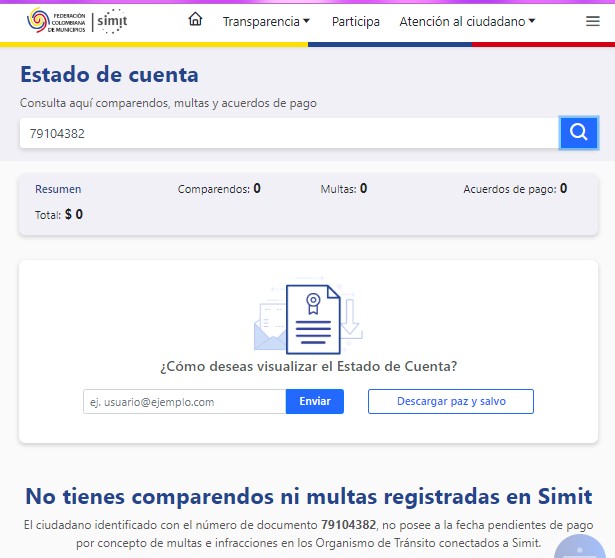 FEDERACIÓN
COLOMBIANA
DE MUNICIPIOS
simit
Transparencia Participa Atención al ciudadano
Estado de cuenta
Consulta aquí comparendos, multas y acuerdos de pago
79104382
Resumen Comparendos: 0 Multas: 0 Acuerdos de pago: 0
Total: $ 0
¿Cómo deseas visualizar el Estado de Cuenta?
ej. usuario@ejemplo.com Enviar Descargar paz y salvo
No tienes comparendos ni multas registradas en Simit
El ciudadano identificado con el número de documento 79104382, no posee a la fecha pendientes de pago
por concepto de multas e infracciones en los Organismo de Tránsito conectados a Simit.